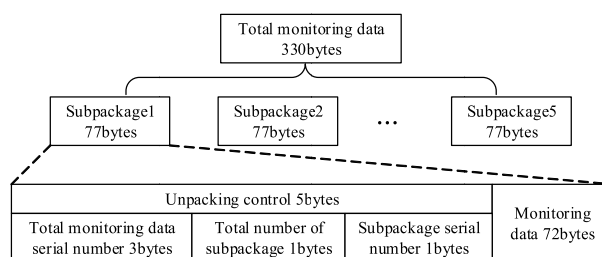 Total monitoring data
330bytes
Subpackage1
77bytes
Subpackage2
77bytes
...
Subpackage5
77bytes
Unpacking control 5bytes
Total monitoring data
serial number 3bytes
Total number of
subpackage 1bytes
Subpackage serial
number 1bytes
Monitoring
data 72bytes